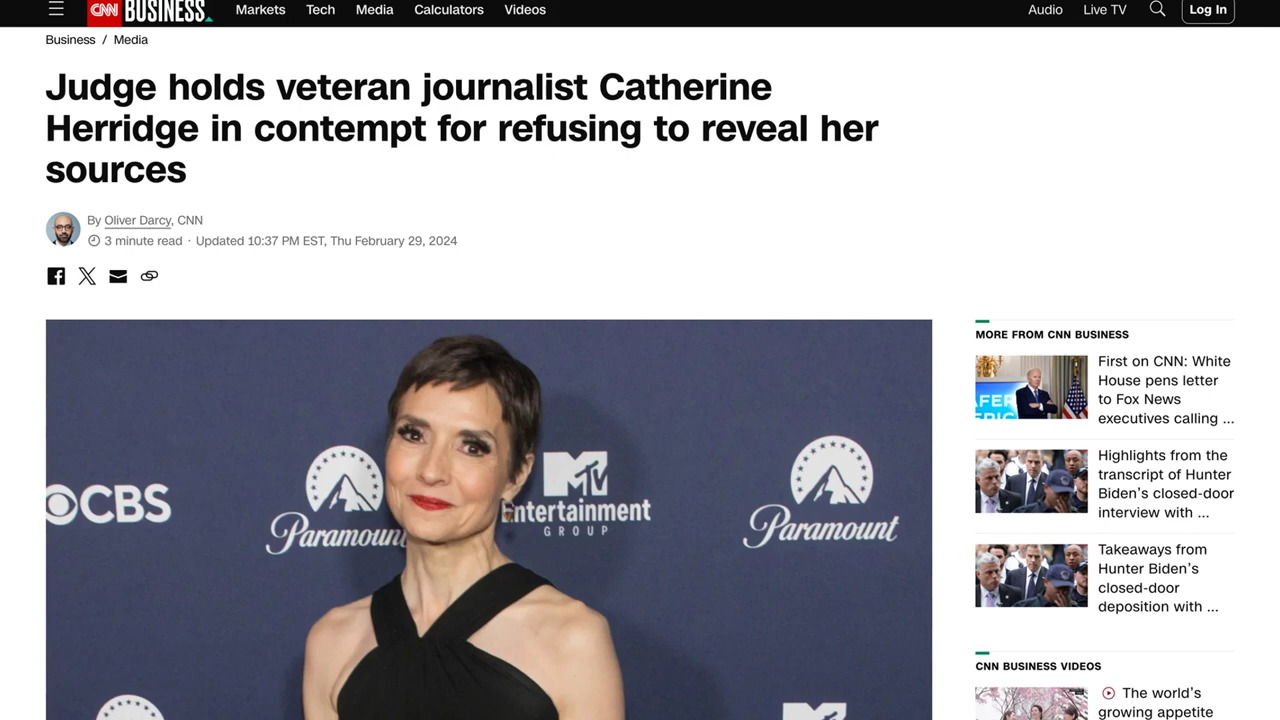 CNN BUSINESS
Markets Tech Media Calculators Videos
Audio Live TV Log In
Business / Media
Judge holds veteran journalist Catherine
Herridge in contempt for refusing to reveal her
sources
By Oliver Darcy, CNN
3 minute read · Updated 10:37 PM EST, Thu February 29, 2024
CBS
Paramount
MTV
Entertainment
GROUP
Paramount
MORE FROM CNN BUSINESS
First on CNN: White
House pens letter
to Fox News
executives calling ...
Highlights from the
transcript of Hunter
Biden's closed-door
interview with ...
Takeaways from
Hunter Biden's
closed-door
deposition with ...
CNN BUSINESS VIDEOS
The world's
growing appetite